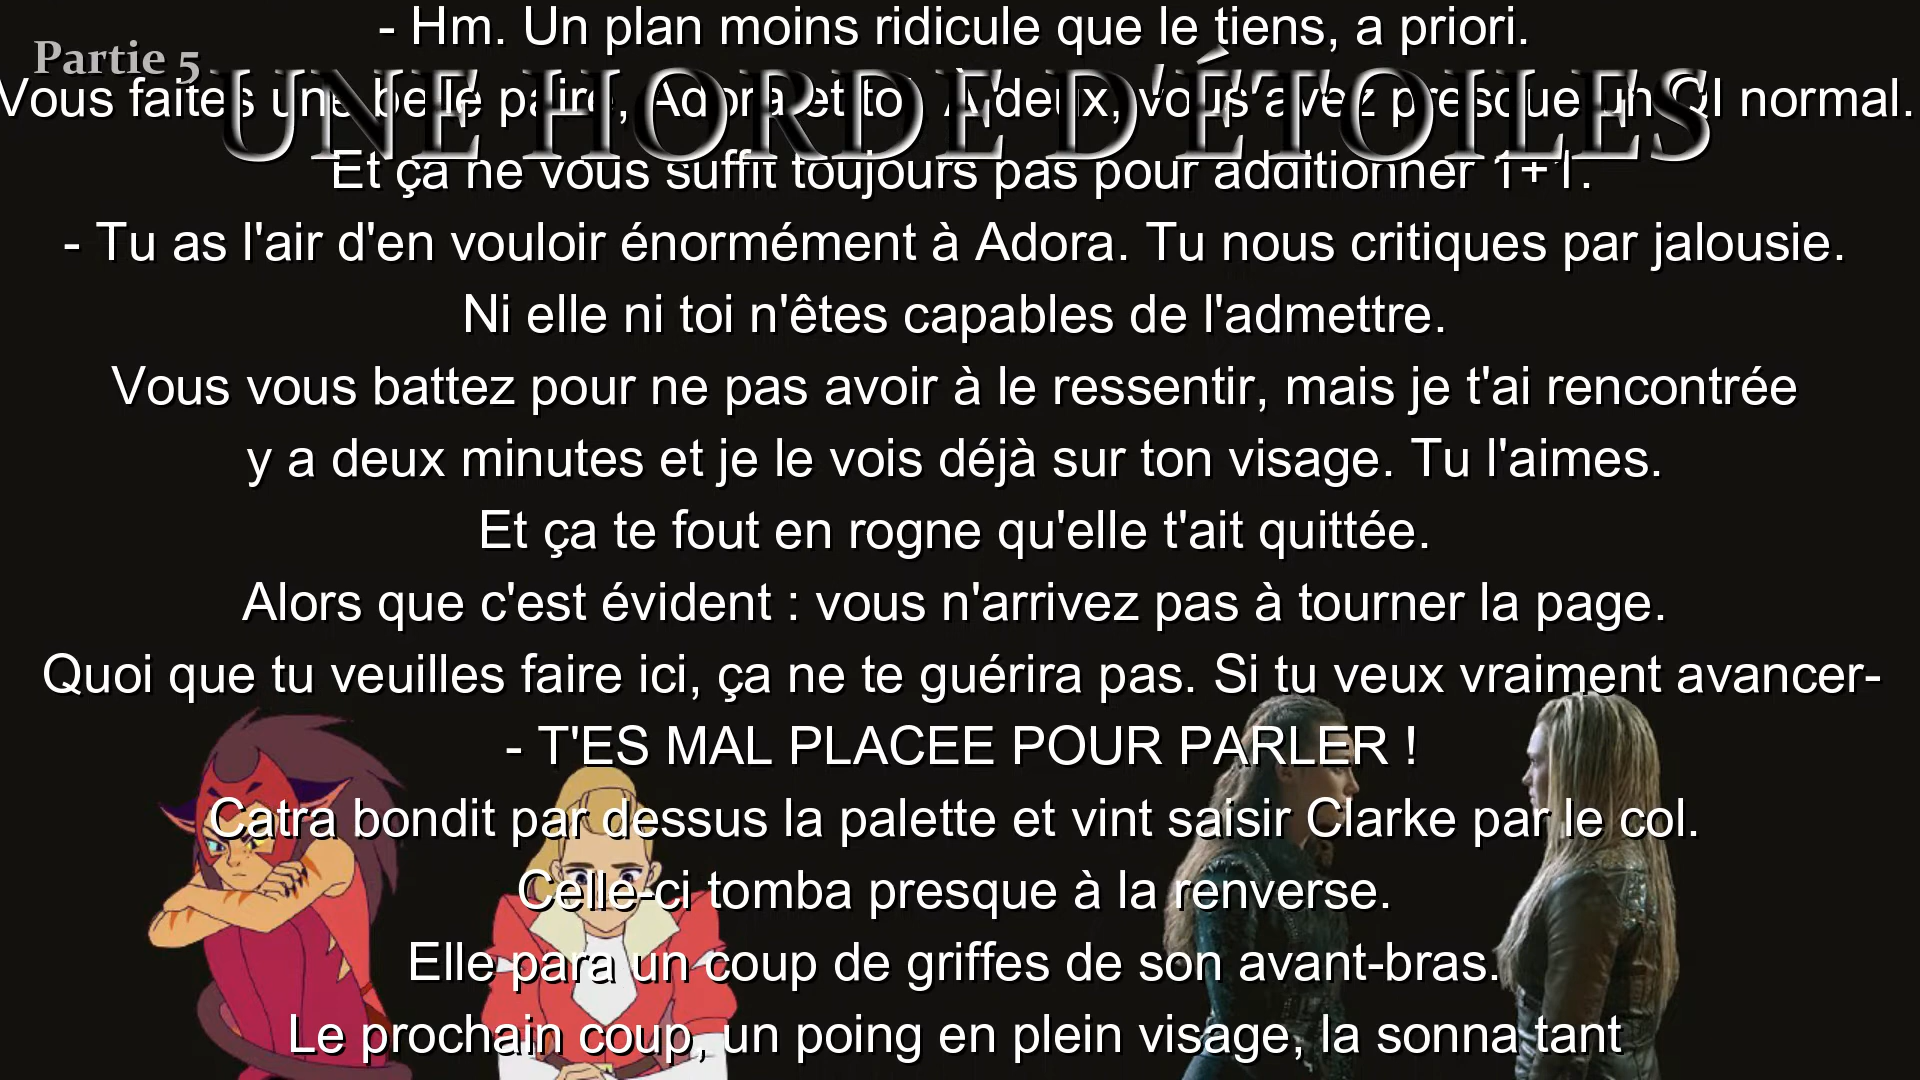 - Hm. Un plan moins ridicule que le tiens, a priori.
Partie 5
UNE HORDE D'ÉTOILES
Vous faites une belle paire, Adora et toi. À deux, vous avez presque un QI normal.
Et ça ne vous suffit toujours pas pour additionner 1+1.
- Tu as l'air d'en vouloir énormément à Adora. Tu nous critiques par jalousie.
Ni elle ni toi n'êtes capables de l'admettre.
Vous vous battez pour ne pas avoir à le ressentir, mais je t'ai rencontrée
y a deux minutes et je le vois déjà sur ton visage. Tu l'aimes.
Et ça te fout en rogne qu'elle t'ait quittée.
Alors que c'est évident : vous n'arrivez pas à tourner la page.
Quoi que tu veuilles faire ici, ça ne te guérira pas. Si tu veux vraiment avancer-
- T'ES MAL PLACEE POUR PARLER !
Catra bondit par dessus la palette et vint saisir Clarke par le col.
Celle-ci tomba presque à la renverse.
Elle para un coup de griffes de son avant-bras.
Le prochain coup, un poing en plein visage, la sonna tant